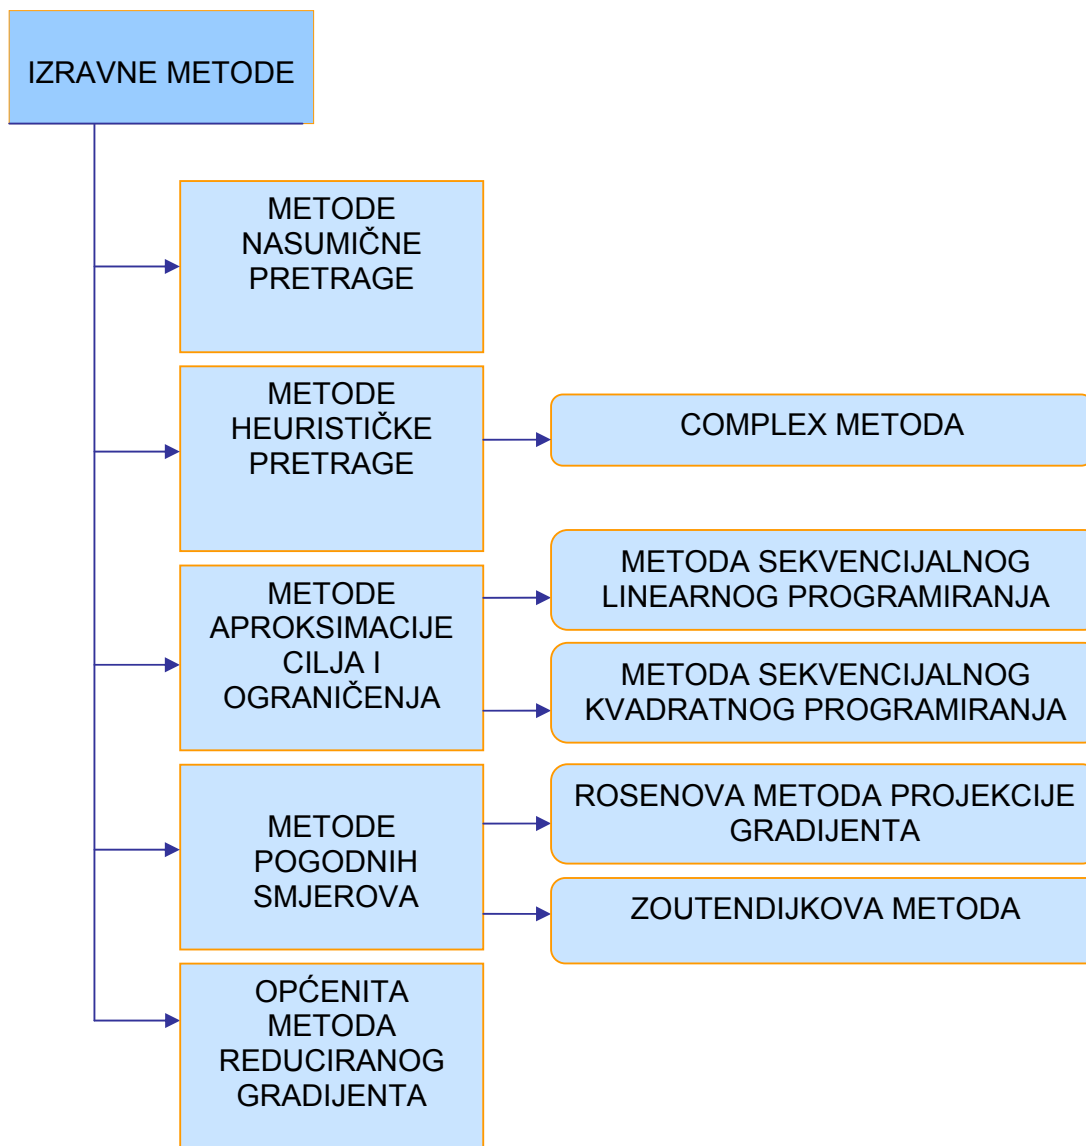 IZRAVNE METODE
METODE
NASUMIČNE
PRETRAGE
METODE
HEURISTIČKE
PRETRAGE
COMPLEX METODA
METODE
APROKSIMACIJE
CILJA I
OGRANIČENJA
METODA SEKVENCIJALNOG
LINEARNOG PROGRAMIRANJA
METODA SEKVENCIJALNOG
KVADRATNOG PROGRAMIRANJA
METODE
POGODNIH
SMJEROVA
ROSENOVA METODA PROJEKCIJE
GRADIJENTA
ZOUTENDIJKOVA METODA
OPĆENITA
METODA
REDUCIRANOG
GRADIJENTA